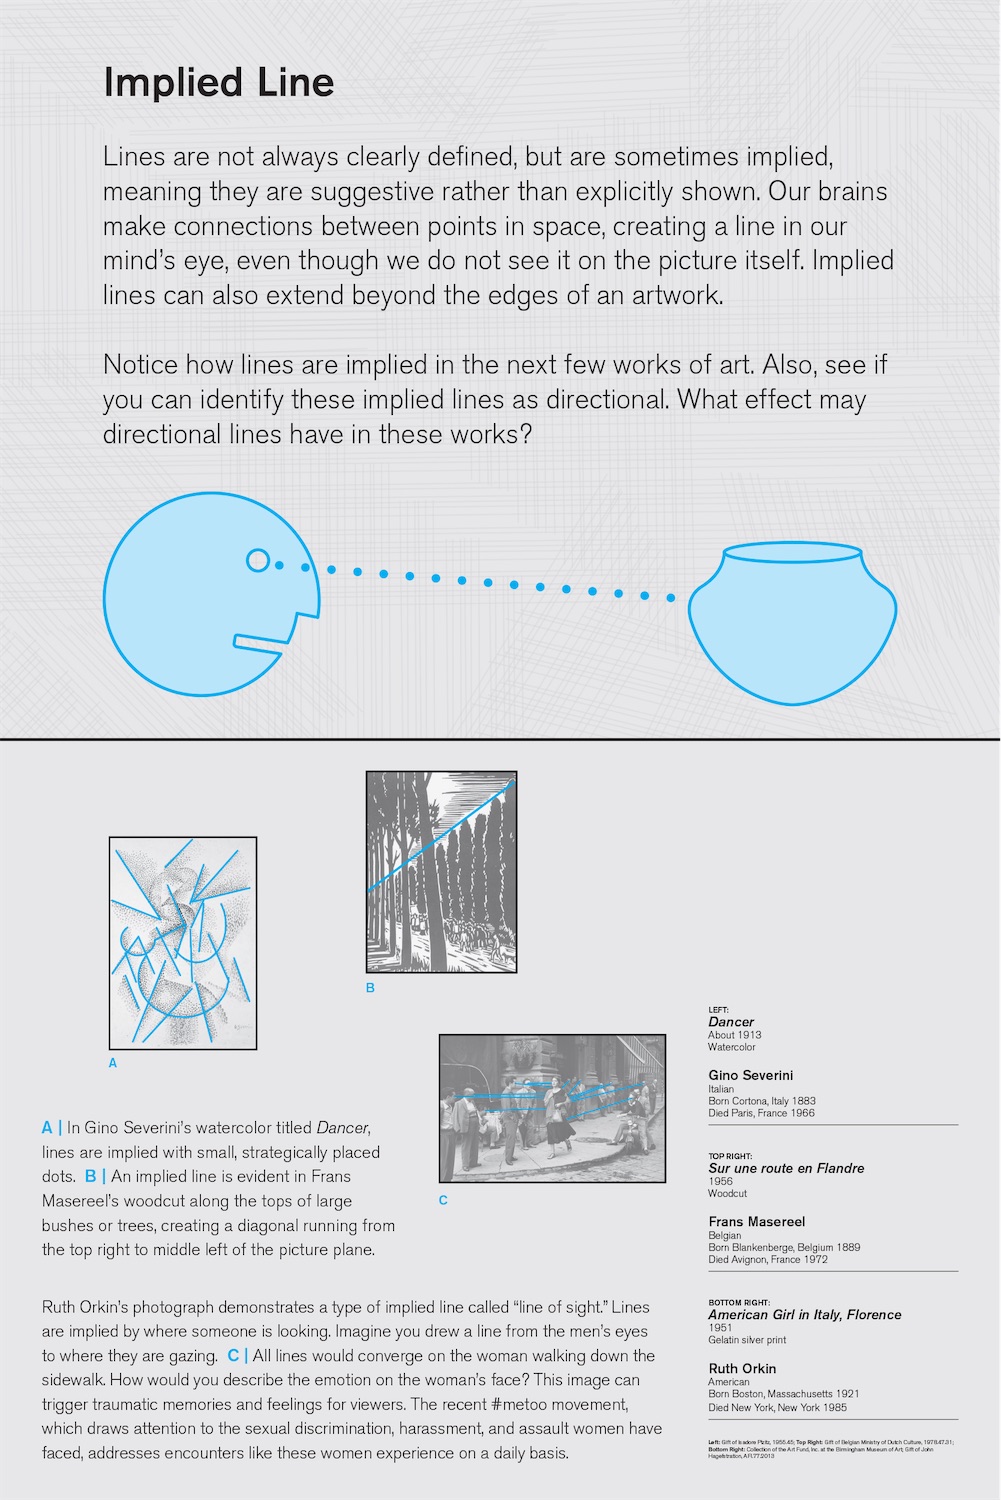 Implied Line
Lines are not always clearly defined, but are sometimes implied,
meaning they are suggestive rather than explicitly shown. Our brains
make connections between points in space, creating a line in our
mind's eye, even though we do not see it on the picture itself. Implied
lines can also extend beyond the edges of an artwork.
Notice how lines are implied in the next few works of art. Also, see if
you can identify these implied lines as directional. What effect may
directional lines have in these works?
B
A
C
A | In Gino Severini's watercolor titled Dancer,
lines are implied with small, strategically placed
dots. B | An implied line is evident in Frans
Masereel's woodcut along the tops of large
bushes or trees, creating a diagonal running from
the top right to middle left of the picture plane.
Ruth Orkin's photograph demonstrates a type of implied line called "line of sight." Lines
are implied by where someone is looking. Imagine you drew a line from the men's eyes
to where they are gazing. C | All lines would converge on the woman walking down the
sidewalk. How would you describe the emotion on the woman's face? This image can
trigger traumatic memories and feelings for viewers. The recent #metoo movement,
which draws attention to the sexual discrimination, harassment, and assault women have
faced, addresses encounters like these women experience on a daily basis.
LEFT:
Dancer
About 1913
Watercolor
Gino Severini
Italian
Born Cortona, Italy 1883
Died Paris, France 1966
TOP RIGHT:
Sur une route en Flandre
1956
Woodcut
Frans Masereel
Belgian
Born Blankenberge, Belgium 1889
Died Avignon, France 1972
BOTTOM RIGHT:
American Girl in Italy, Florence
1951
Gelatin silver print
Ruth Orkin
American
Born Boston, Massachusetts 1921
Died New York, New York 1985
Left: Gift of Isadore Pizitz, 1955.45; Top Right: Gift of Belgian Ministry of Dutch Culture, 1978.47.31;
Bottom Right: Collection of the Art Fund, Inc. at the Birmingham Museum of Art; Gift of John
Hagefstration, AFI.77.2013